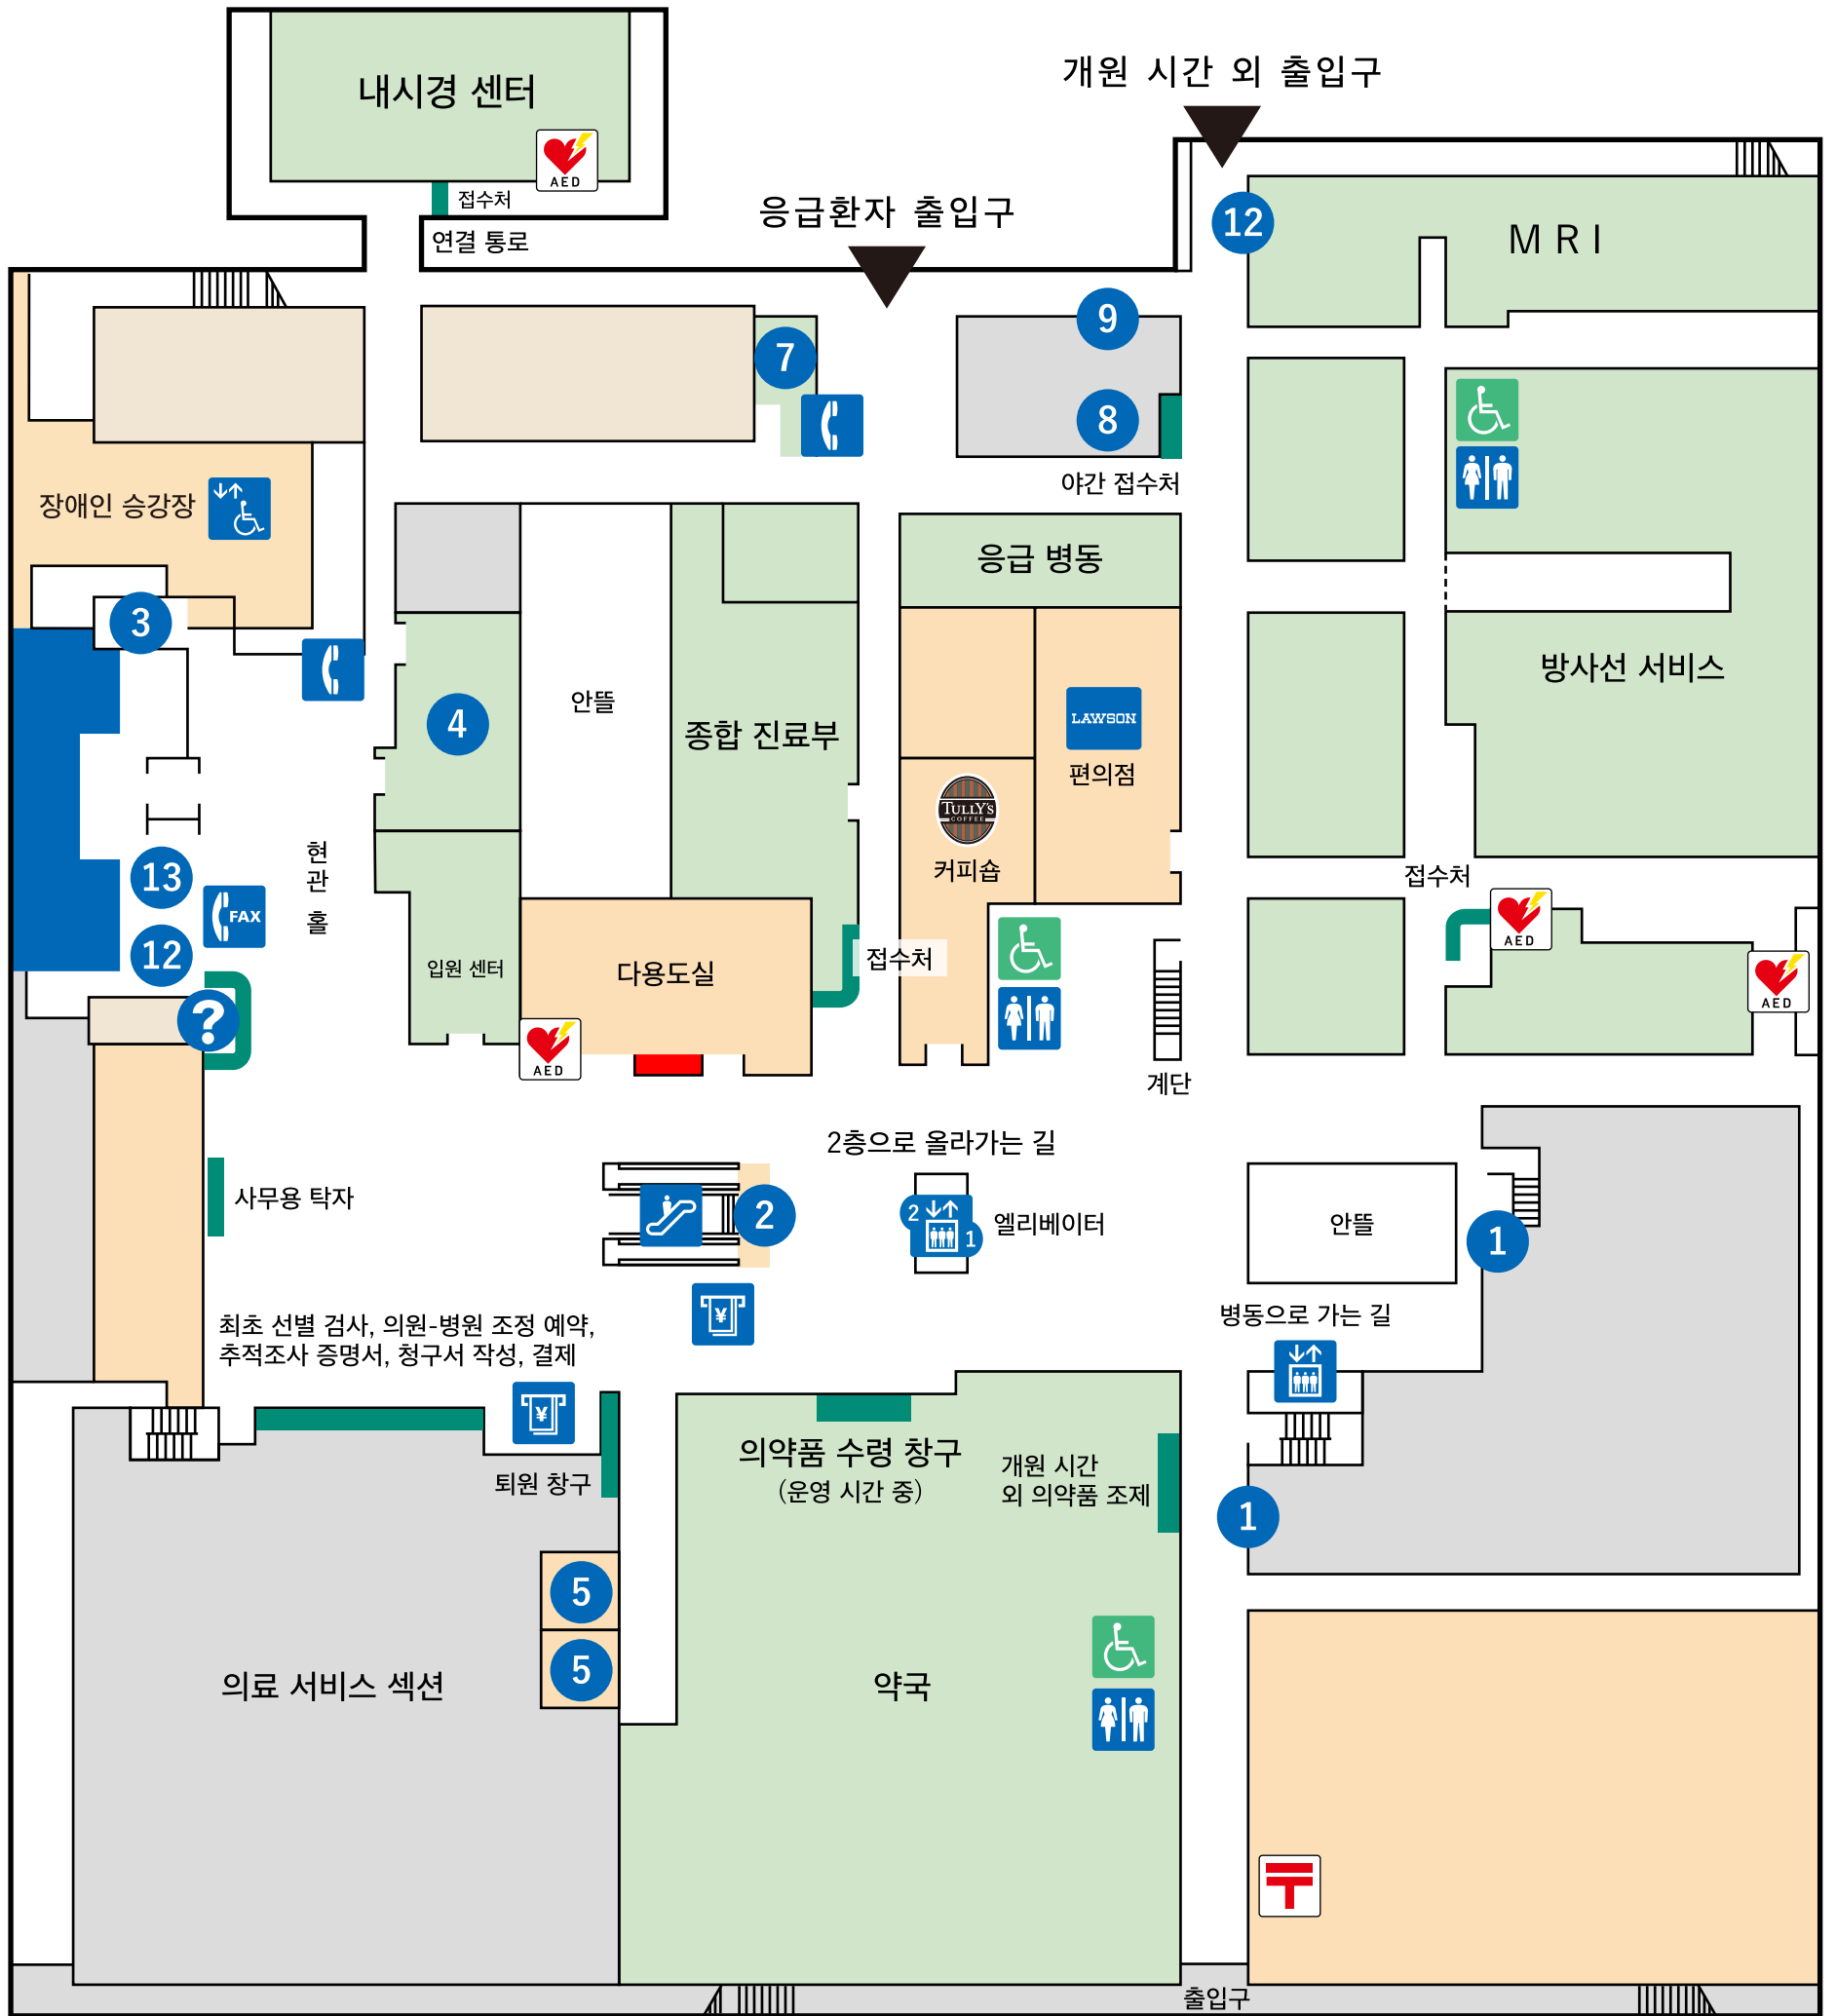 개원 시간 외 출입구
내시경 센터
AED
접수처
연결 통로
응급환자 출입구
12
MRI
9
7
8
야간 접수처
장애인 승강장
응급 병동
3
4
안뜰
종합 진료부
방사선 서비스
LAWSON
편의점
TULLY'S
COFFEE
커피숍
현
관
홀
13
접수처
FAX
AED
12
입원 센터
다용도실
접수처
AED
?
AED
계단
2층으로 올라가는 길
사무용 탁자
2
2
1
엘리베이터
안뜰
1
¥
최초 선별 검사, 의원-병원 조정 예약,
추적조사 증명서, 청구서 작성, 결제
병동으로 가는 길
¥
의약품 수령 창구
(운영 시간 중)
개원 시간
외 의약품 조제
퇴원 창구
1
5
5
의료 서비스 섹션
약국
출입구